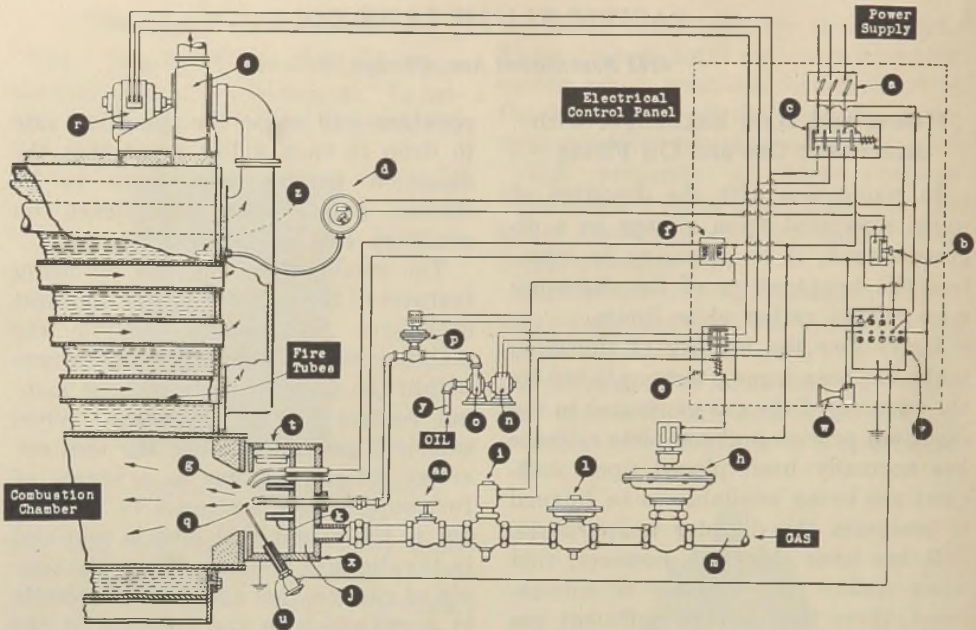 Power
Supply
s
a
Electrical
Control Panel
c
r
d
z
f
b
p
Fire
Tubes
e
y
o
n
w
v
OIL
t
g
aa
i
l
h
Combustion
Chamber
q
k
GAS
m
x
j
u